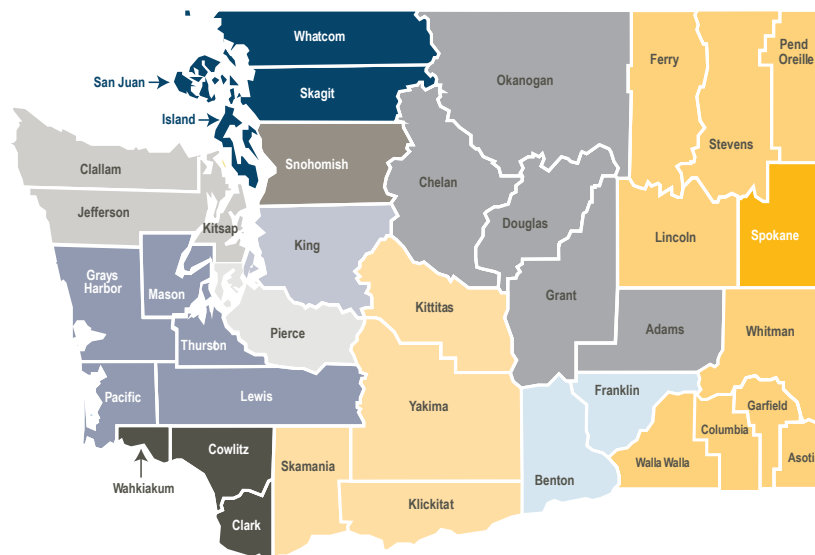 Whatcom
San Juan
Skagit
Island
Snohomish
Clallam
Jefferson
Kitsap
King
Grays
Harbor
Mason
Pierce
Thurston
Pacific
Lewis
Wahkiakum
Cowlitz
Clark
Skamania
Klickitat
Yakima
Kittitas
Chelan
Okanogan
Douglas
Grant
Adams
Franklin
Benton
Ferry
Stevens
Pend
Oreille
Lincoln
Spokane
Whitman
Walla Walla
Columbia
Garfield
Asoti